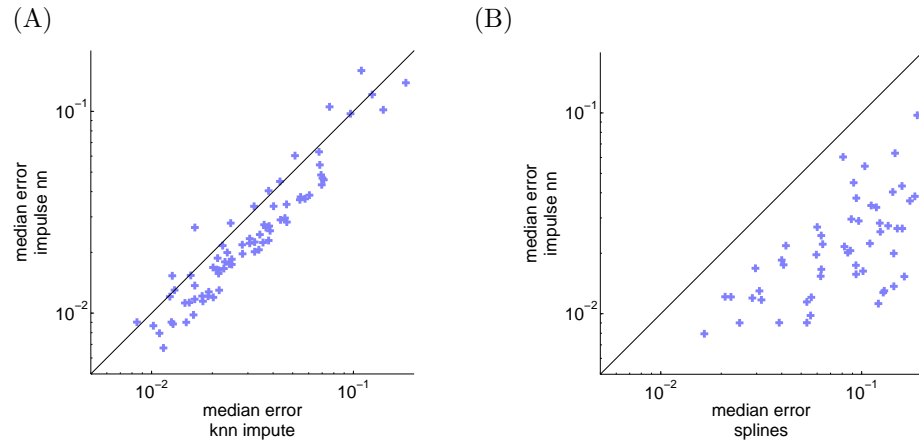 (A)
(B)
median error
impulse nn
10⁻¹
10⁻²
10⁻²
10⁻¹
median error
knn impute
median error
impulse nn
10⁻¹
10⁻²
10⁻²
10⁻¹
median error
splines